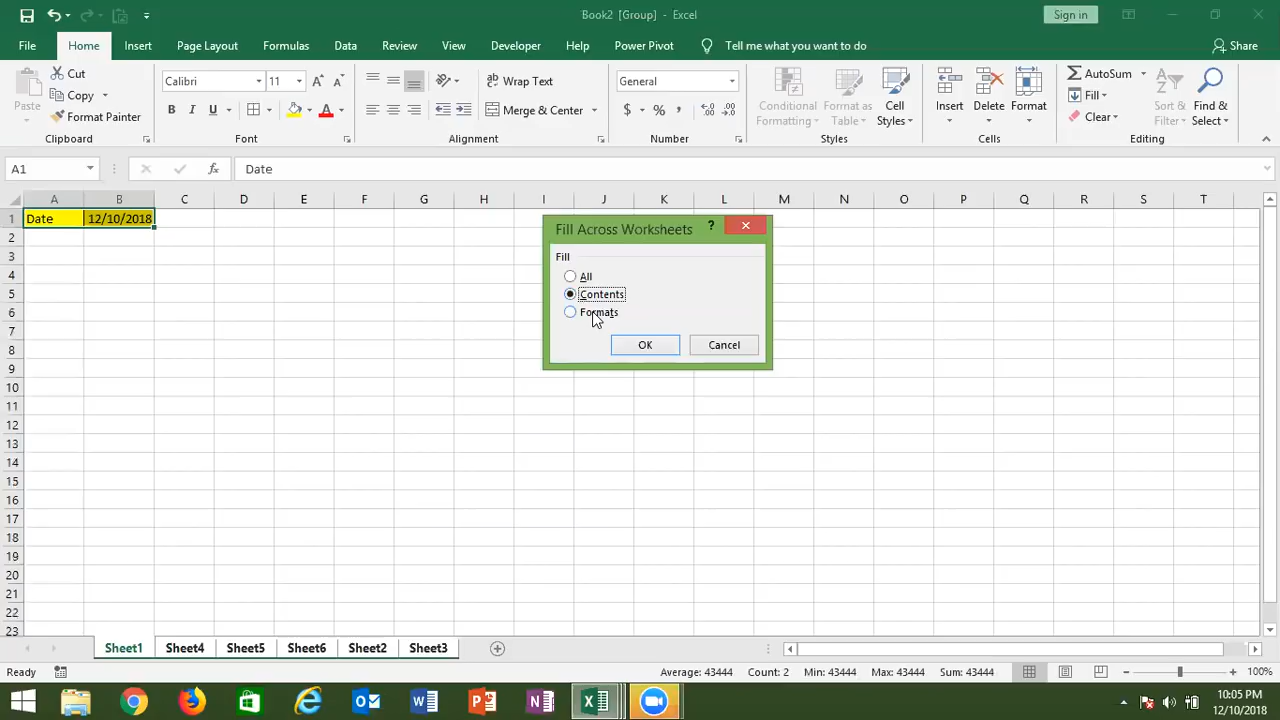 Book2 [Group] - Excel
Sign in
File Home Insert Page Layout Formulas Data Review View Developer Help Power Pivot Tell me what you want to do Share
Paste
Cut
Copy
Format Painter
Clipboard
Calibri 11
B I U
Font
Wrap Text
Merge & Center
Alignment
General
$ % ,
Number
Conditional Formatting
Format as Table
Cell Styles
Styles
Insert Delete Format
Cells
AutoSum
Fill
Clear
Sort & Filter
Find & Select
Editing
A1 fx Date
A B C D E F G H I J K L M N O P Q R S T
1 Date 12/10/2018
2
3
4
5
6
7
8
9
10
11
12
13
14
15
16
17
18
19
20
21
22
23
Fill Across Worksheets ?
Fill
All
Contents
Formats
OK Cancel
Sheet1 Sheet4 Sheet5 Sheet6 Sheet2 Sheet3
Ready Average: 43444 Count: 2 Min: 43444 Max: 43444 Sum: 43444 100%
10:05 PM
12/10/2018